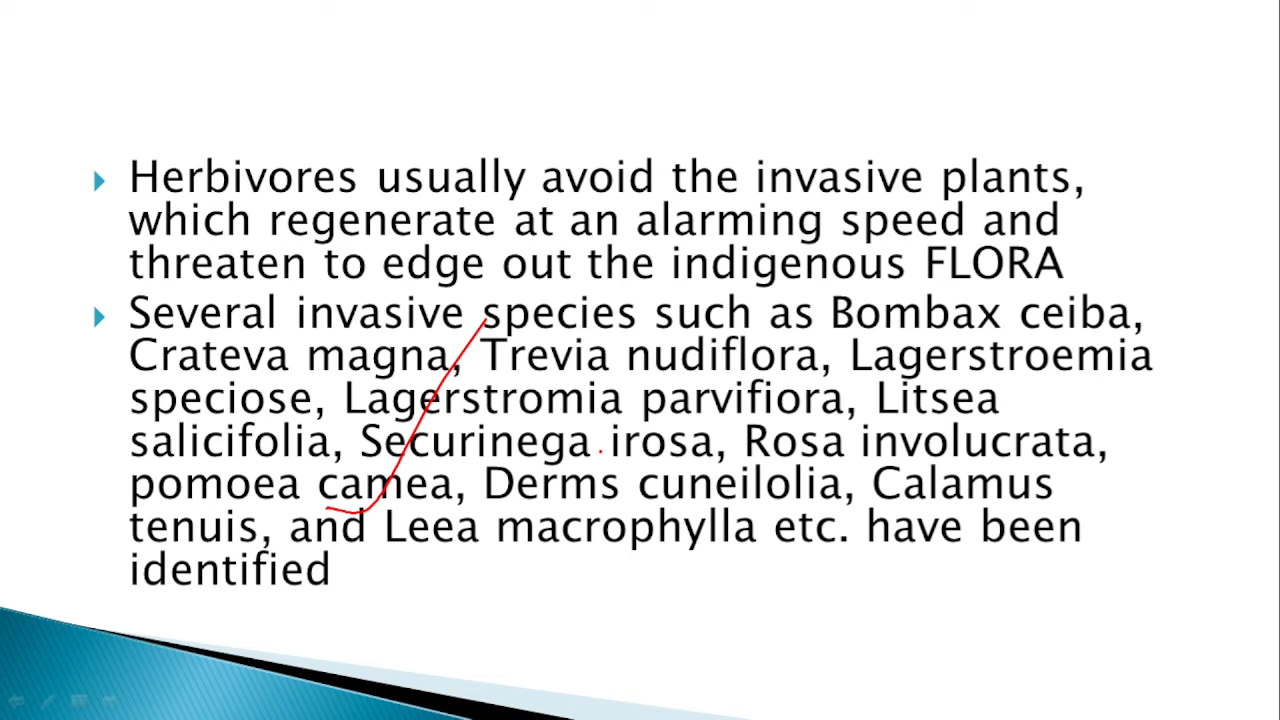 Herbivores usually avoid the invasive plants,
which regenerate at an alarming speed and
threaten to edge out the indigenous FLORA
Several invasive species such as Bombax ceiba,
Crateva magna, Trevia nudiflora, Lagerstroemia
speciose, Lagerstromia parvifiora, Litsea
salicifolia, Securinega irosa, Rosa involucrata,
pomoea camea, Derms cuneilolia, Calamus
tenuis, and Leea macrophylla etc. have been
identified